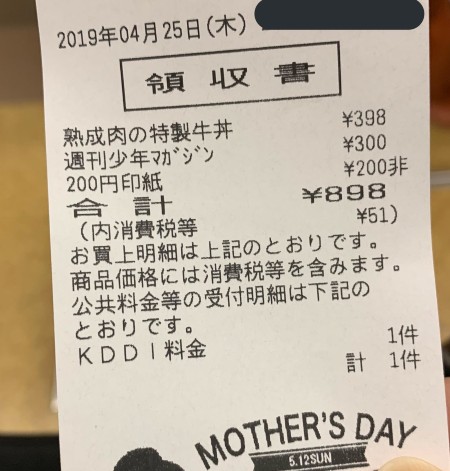 2019年04月25日(木)
領収書
熟成肉の特製牛丼 ¥398
週刊少年ﾏｶﾞｼﾞﾝ ¥300
200円印紙 ¥200非
合計 ¥898
(内消費税等 ¥51)
お買上明細は上記のとおりです。
商品価格には消費税等を含みます。
公共料金等の受付明細は下記の
とおりです。
KDDI料金 1件
計 1件
MOTHER'S DAY
5.12SUN